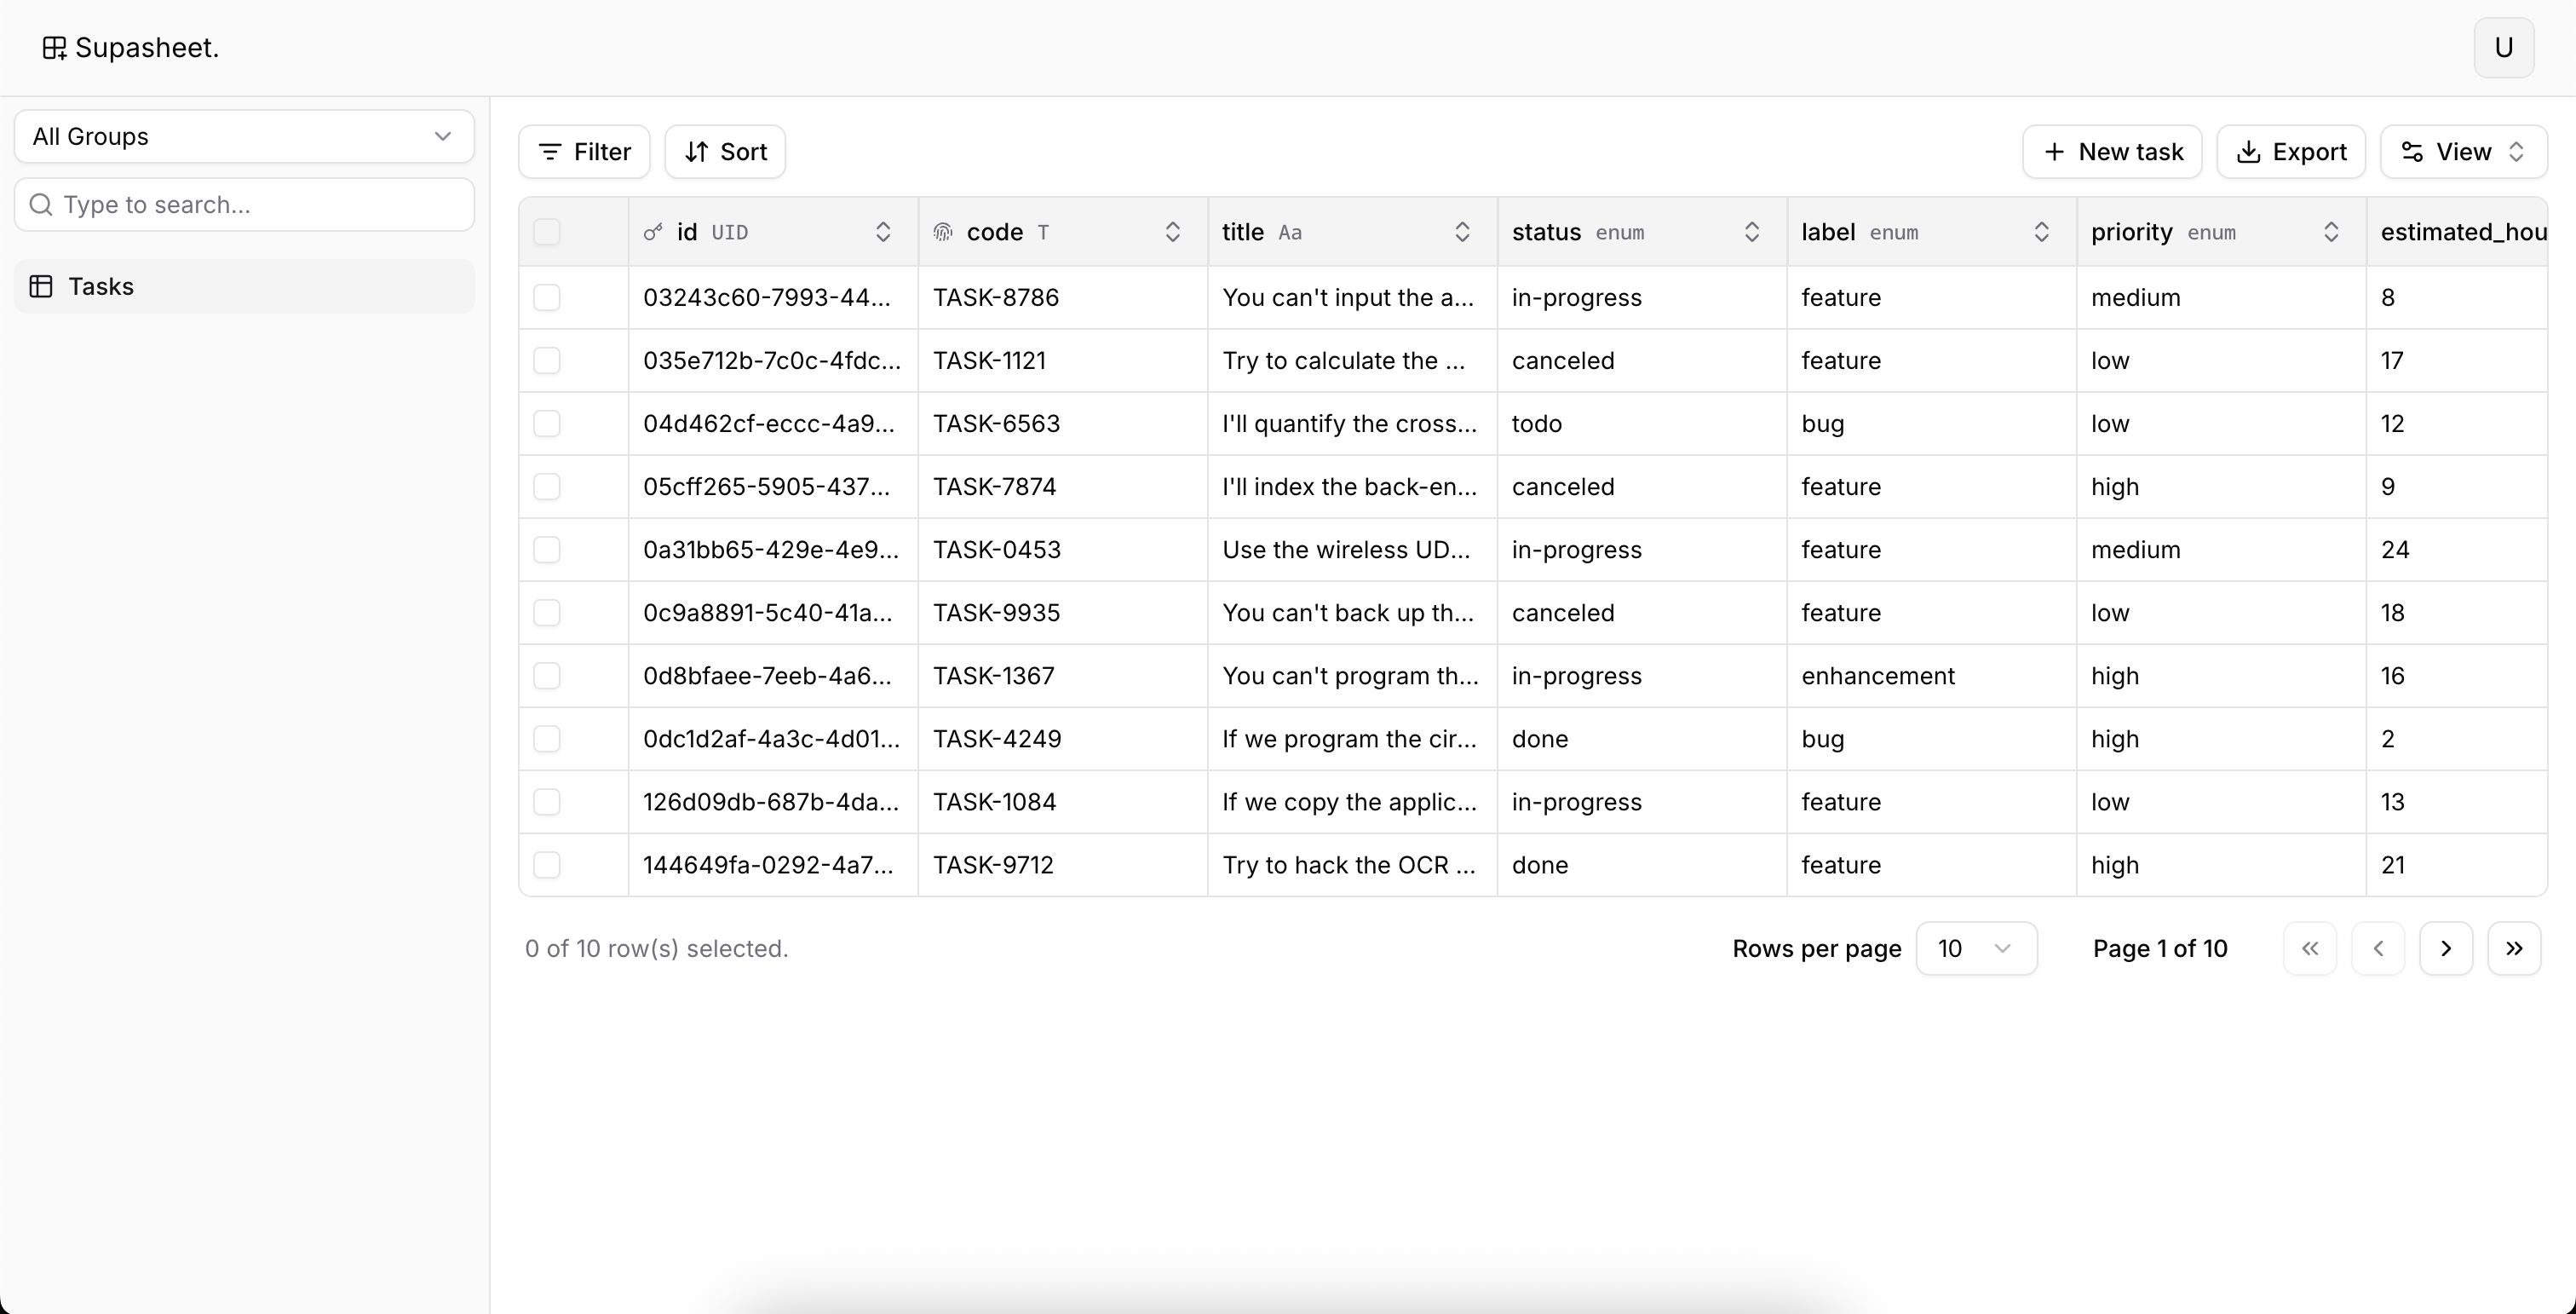 Supasheet.
U
All Groups
Type to search...
Tasks
Filter
Sort
New task
Export
View
id UID code T title Aa status enum label enum priority enum estimated_hou
03243c60-7993-44... TASK-8786 You can't input the a... in-progress feature medium 8
035e712b-7c0c-4fdc... TASK-1121 Try to calculate the ... canceled feature low 17
04d462cf-eccc-4a9... TASK-6563 I'll quantify the cross... todo bug low 12
05cff265-5905-437... TASK-7874 I'll index the back-en... canceled feature high 9
0a31bb65-429e-4e9... TASK-0453 Use the wireless UD... in-progress feature medium 24
0c9a8891-5c40-41a... TASK-9935 You can't back up th... canceled feature low 18
0d8bfaee-7eeb-4a6... TASK-1367 You can't program th... in-progress enhancement high 16
0dc1d2af-4a3c-4d01... TASK-4249 If we program the cir... done bug high 2
126d09db-687b-4da... TASK-1084 If we copy the applic... in-progress feature low 13
144649fa-0292-4a7... TASK-9712 Try to hack the OCR ... done feature high 21
0 of 10 row(s) selected.
Rows per page 10
Page 1 of 10